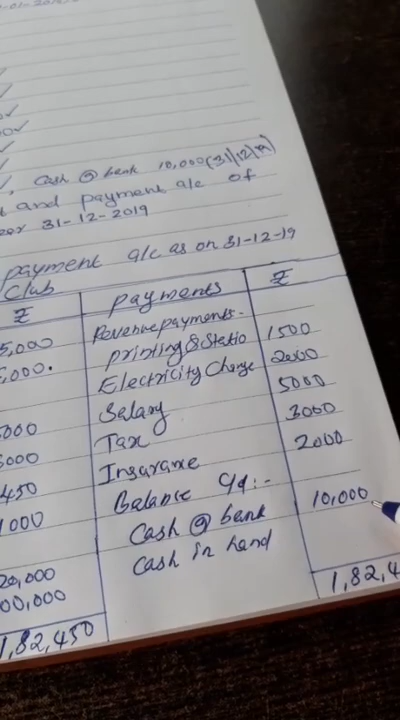 Cash @ bank 10,000(31/12/19)
and payment a/c of
31-12-2019
payment a/c as on 31-12-19
Club
₹ payments ₹
5,000 Revenue payments-
,000. printing & Statio 1500
Electricity Charge 2000
000 Salary 5000
000 Tax 3000
450 Insurance 2000
1000 Balance c/d:-
Cash @ bank 10,000
20,000 Cash in hand
00,000
1,82,450 1,82,4